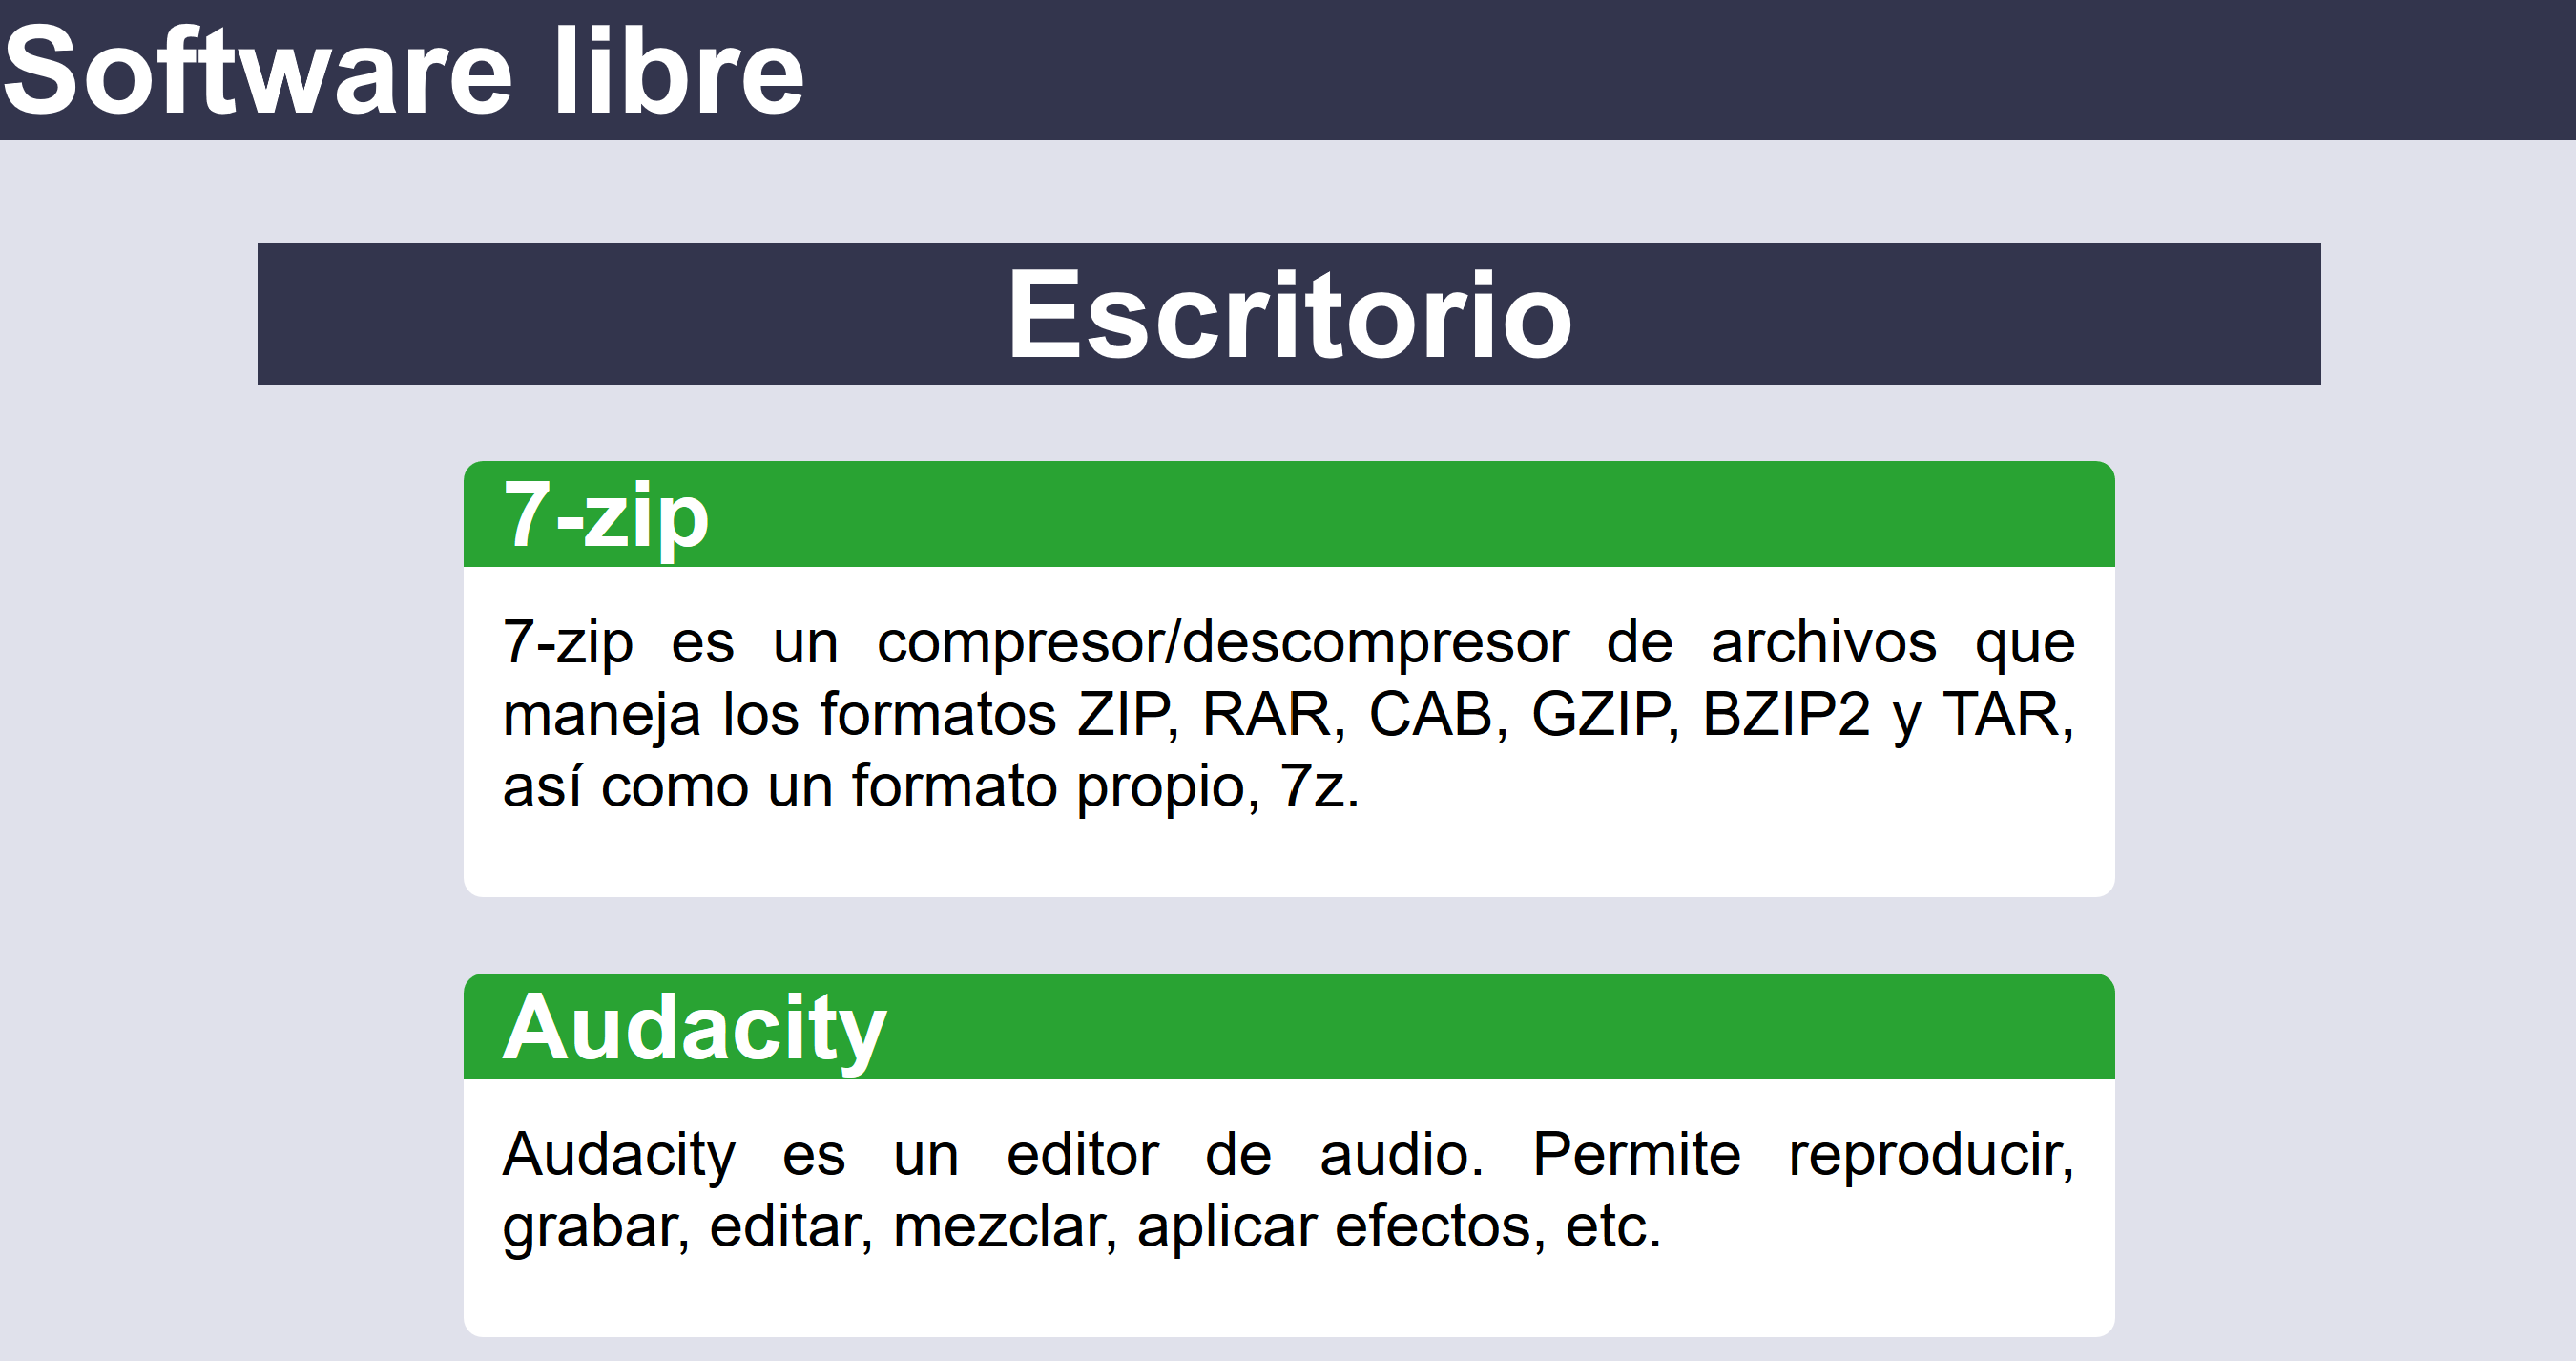 Software libre
Escritorio
7-zip
7-zip es un compresor/descompresor de archivos que
maneja los formatos ZIP, RAR, CAB, GZIP, BZIP2 y TAR,
así como un formato propio, 7z.
Audacity
Audacity es un editor de audio. Permite reproducir,
grabar, editar, mezclar, aplicar efectos, etc.